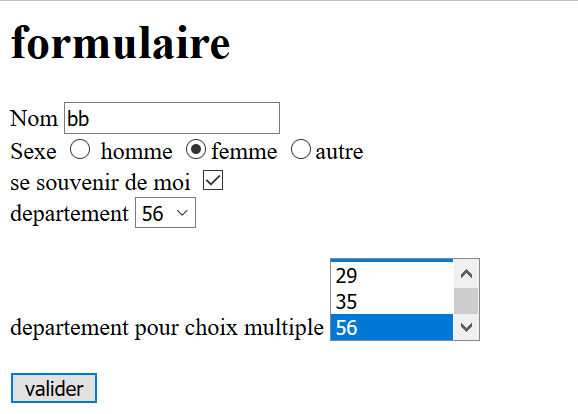 formulaire
Nom bb
Sexe homme femme autre
se souvenir de moi
departement 56
29
35
departement pour choix multiple 56
valider